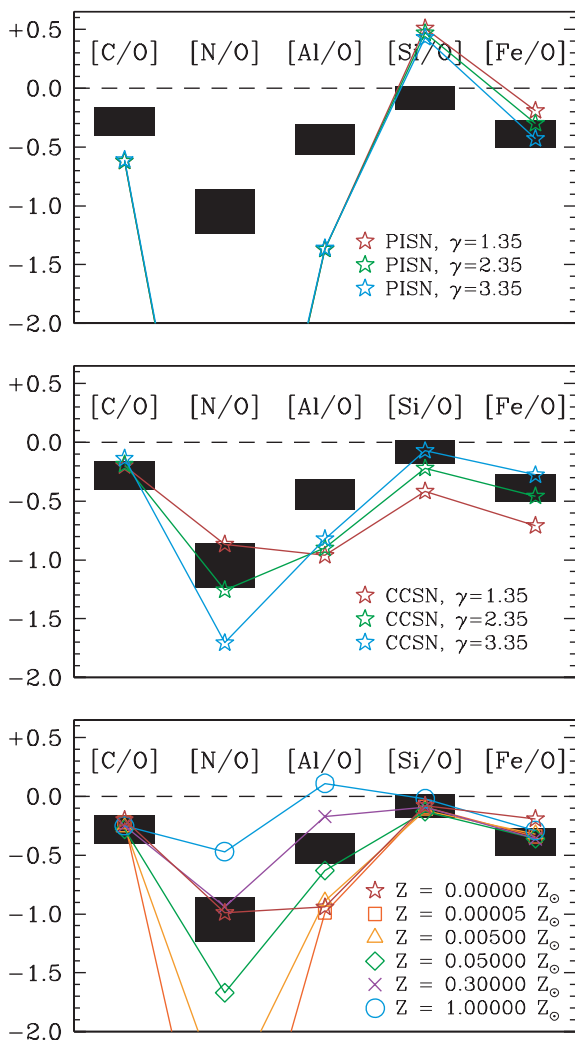 +0.5
[C/O] [N/O] [Al/O] [Si/O] [Fe/O]
0.0
−0.5
−1.0
PISN, γ=1.35
−1.5
PISN, γ=2.35
PISN, γ=3.35
−2.0
+0.5
[C/O] [N/O] [Al/O] [Si/O] [Fe/O]
0.0
−0.5
−1.0
CCSN, γ=1.35
−1.5
CCSN, γ=2.35
CCSN, γ=3.35
−2.0
+0.5
[C/O] [N/O] [Al/O] [Si/O] [Fe/O]
0.0
−0.5
Z = 0.00000 Z⊙
−1.0
Z = 0.00005 Z⊙
Z = 0.00500 Z⊙
Z = 0.05000 Z⊙
−1.5
Z = 0.30000 Z⊙
Z = 1.00000 Z⊙
−2.0